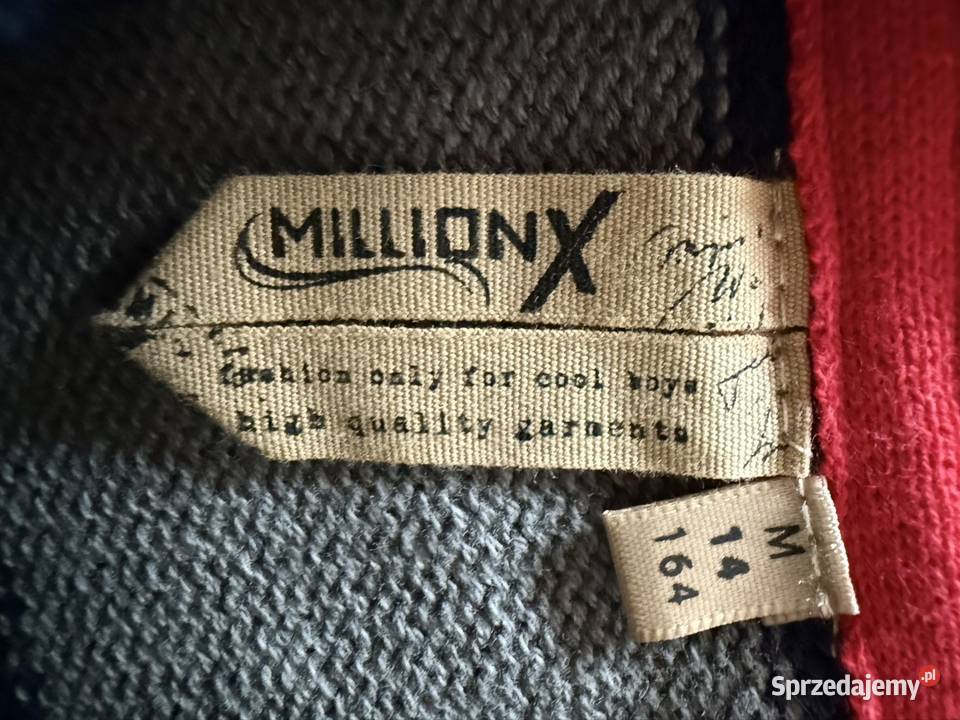 MILLIONX
fashion only for cool boys
high quality garments
M
14
164
Sprzedajemy.pl